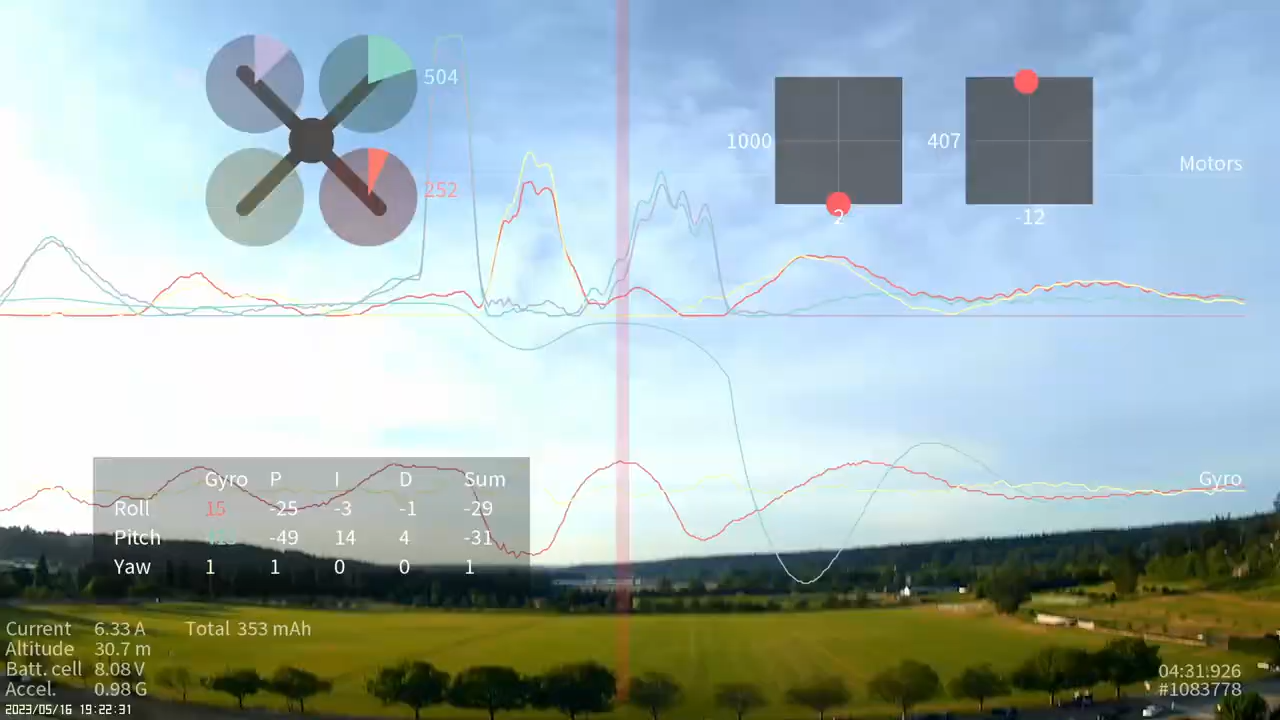 504
1000
407
Motors
252
2
-12
Gyro P I D Sum
Gyro
Roll 15 -25 -3 -1 -29
Pitch -49 14 4 -31
Yaw 1 1 0 0 1
Current 6.33 A Total 353 mAh
Altitude 30.7 m
Batt. cell 8.08 V
Accel. 0.98 G
04:31.926
#1083778
2023/05/16 19:22:31